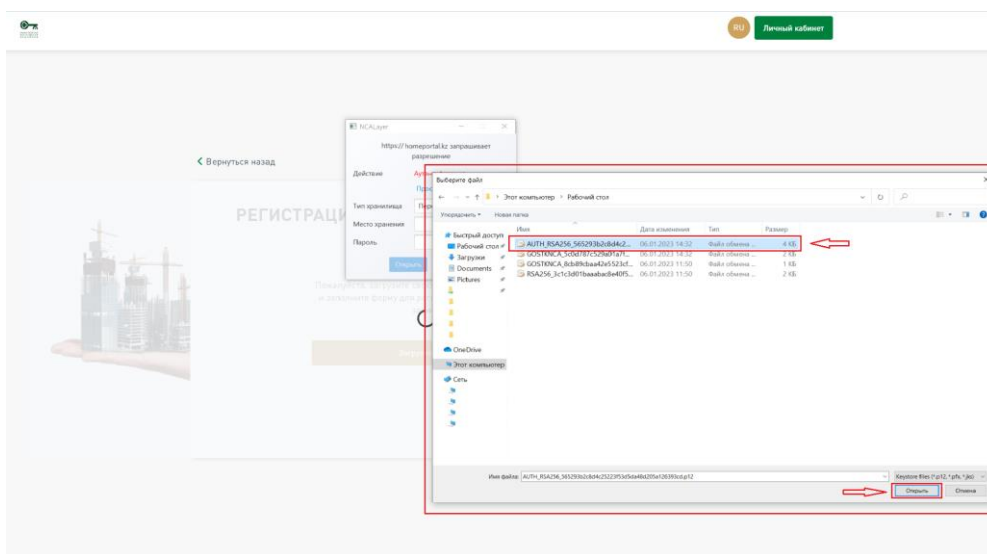 RU
Личный кабинет
NCALayer
https://homeportal.kz запрашивает
разрешение
Вернуться назад
Действие
РЕГИСТРАЦИ
Тип хранилища
Место хранения
Пароль
Выберите файл
Этот компьютер › Рабочий стол
Упорядочить
Новая папка
Имя
Дата изменения
Тип
Размер
Быстрый доступ
Рабочий стол
Загрузки
Documents
Pictures
AUTH_RSA256_565293b2c8d4c2... 06.01.2023 14:32 Файл обмена ... 4 КБ
06.01.2023 14:32 Файл обмена ... 2 КБ
GOSTKNCA_8cb89cbaa42e5523cf... 06.01.2023 11:50 Файл обмена ... 1 КБ
RSA256_3c1c3d01baaabac8e40f5... 06.01.2023 11:50 Файл обмена ... 2 КБ
OneDrive
Этот компьютер
Сеть
Имя файла:
Keystore files (*.p12, *.pfx, *.jks)
Открыть
Отмена